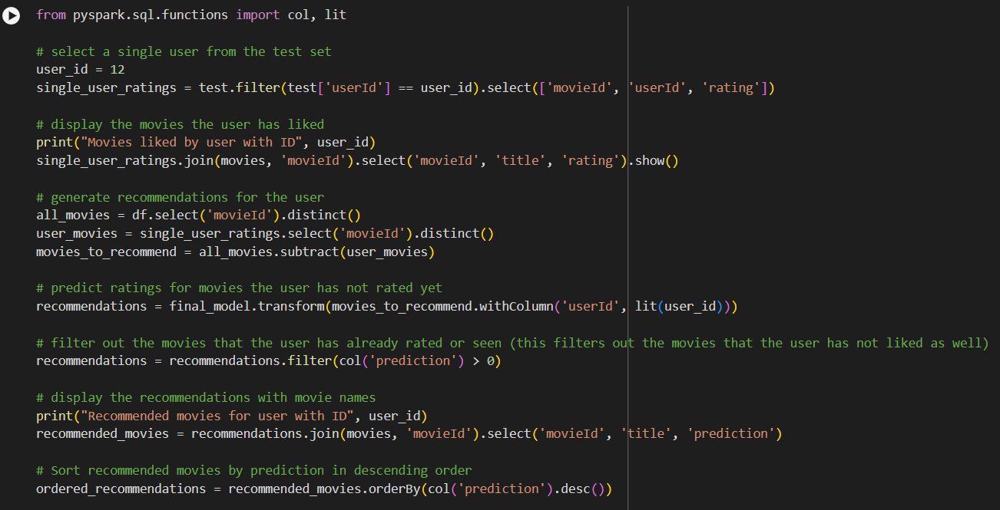 from pyspark.sql.functions import col, lit
# select a single user from the test set
user_id = 12
single_user_ratings = test.filter(test['userId'] == user_id).select(['movieId', 'userId', 'rating'])
# display the movies the user has liked
print("Movies liked by user with ID", user_id)
single_user_ratings.join(movies, 'movieId').select('movieId', 'title', 'rating').show()
# generate recommendations for the user
all_movies = df.select('movieId').distinct()
user_movies = single_user_ratings.select('movieId').distinct()
movies_to_recommend = all_movies.subtract(user_movies)
# predict ratings for movies the user has not rated yet
recommendations = final_model.transform(movies_to_recommend.withColumn('userId', lit(user_id)))
# filter out the movies that the user has already rated or seen (this filters out the movies that the user has not liked as well)
recommendations = recommendations.filter(col('prediction') > 0)
# display the recommendations with movie names
print("Recommended movies for user with ID", user_id)
recommended_movies = recommendations.join(movies, 'movieId').select('movieId', 'title', 'prediction')
# Sort recommended movies by prediction in descending order
ordered_recommendations = recommended_movies.orderBy(col('prediction').desc())